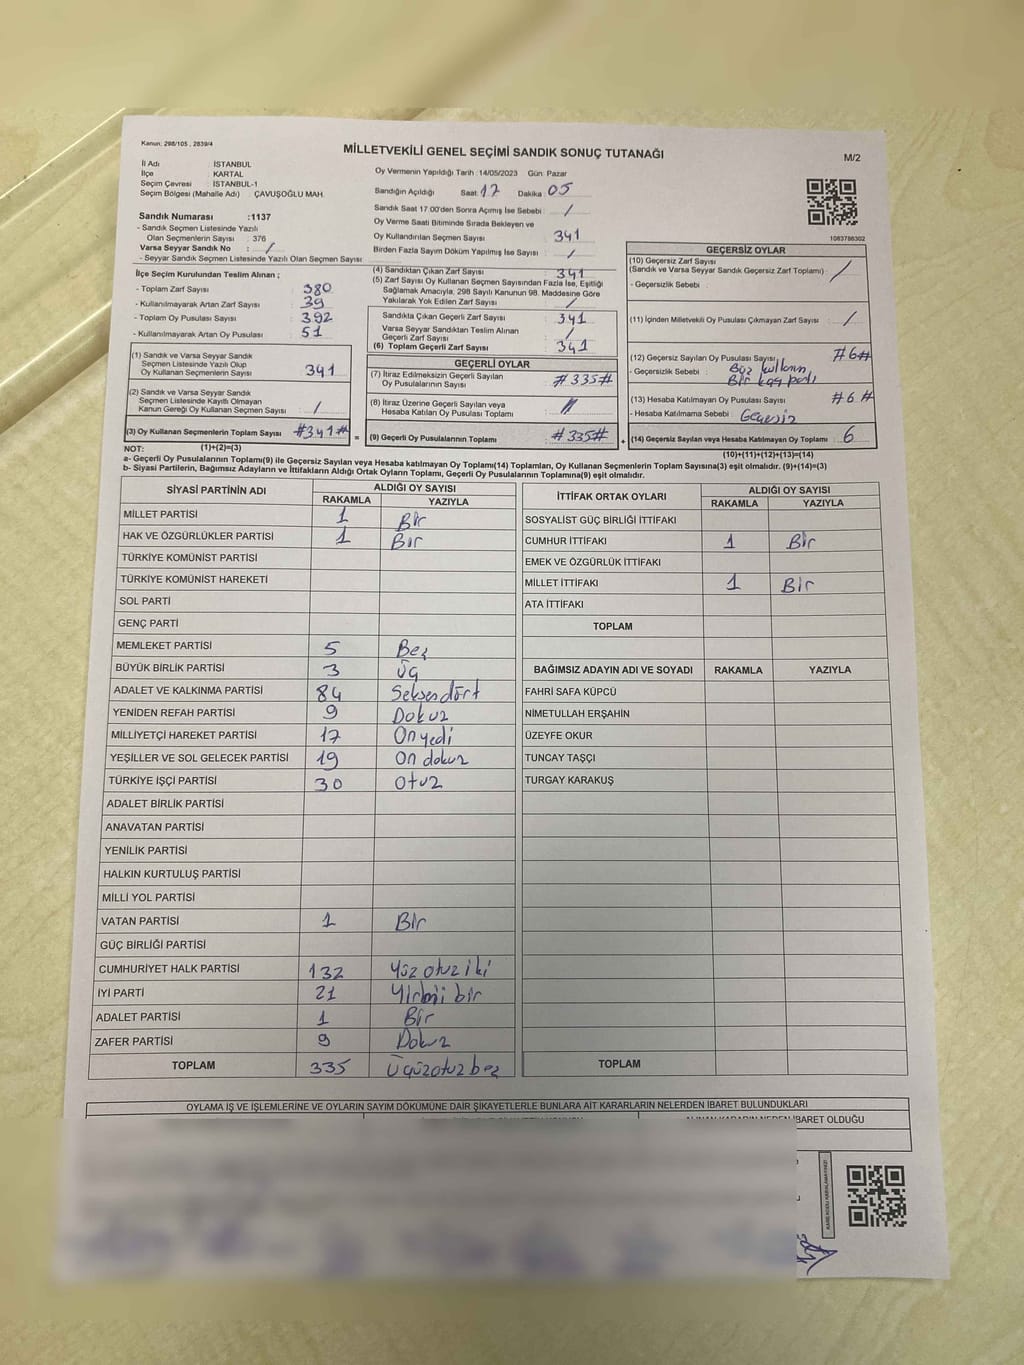 Kanun: 298/105 , 2839/4
MİLLETVEKİLİ GENEL SEÇİMİ SANDIK SONUÇ TUTANAĞI
M/2
İl Adı : İSTANBUL
İlçe : KARTAL
Seçim Çevresi : İSTANBUL-1
Seçim Bölgesi (Mahalle Adı) : ÇAVUŞOĞLU MAH.
Sandık Numarası :1137
- Sandık Seçmen Listesinde Yazılı
Olan Seçmenlerin Sayısı : 376
Varsa Seyyar Sandık No : /
- Seyyar Sandık Seçmen Listesinde Yazılı Olan Seçmen Sayısı :
Oy Vermenin Yapıldığı Tarih : 14/05/2023 Gün: Pazar
Sandığın Açıldığı Saat: 17 Dakika: 05
Sandık Saat 17:00'den Sonra Açılmış İse Sebebi : /
Oy Verme Saati Bitiminde Sırada Bekleyen ve
Oy Kullandırılan Seçmen Sayısı 341
Birden Fazla Sayım Döküm Yapılmış İse Sayısı : /
1083786302
İlçe Seçim Kurulundan Teslim Alınan ;
- Toplam Zarf Sayısı : 380
- Kullanılmayarak Artan Zarf Sayısı : 39
- Toplam Oy Pusulası Sayısı : 392
- Kullanılmayarak Artan Oy Pusulası : 51
(1) Sandık ve Varsa Seyyar Sandık
Seçmen Listesinde Yazılı Olup
Oy Kullanan Seçmenlerin Sayısı : 341
(2) Sandık ve Varsa Seyyar Sandık
Seçmen Listesinde Kayıtlı Olmayan
Kanun Gereği Oy Kullanan Seçmen Sayısı : /
(3) Oy Kullanan Seçmenlerin Toplam Sayısı #341#
(4) Sandıktan Çıkan Zarf Sayısı : 341
(5) Zarf Sayısı Oy Kullanan Seçmen Sayısından Fazla İse, Eşitliği
Sağlamak Amacıyla, 298 Sayılı Kanunun 98. Maddesine Göre
Yakılarak Yok Edilen Zarf Sayısı : /
Sandıkta Çıkan Geçerli Zarf Sayısı : 341
Varsa Seyyar Sandıktan Teslim Alınan
Geçerli Zarf Sayısı : /
(6) Toplam Geçerli Zarf Sayısı : 341
GEÇERLİ OYLAR
(7) İtiraz Edilmeksizin Geçerli Sayılan
Oy Pusulalarının Sayısı : #335#
(8) İtiraz Üzerine Geçerli Sayılan veya
Hesaba Katılan Oy Pusulası Toplamı :
= (9) Geçerli Oy Pusulalarının Toplamı : #335# +
GEÇERSİZ OYLAR
(10) Geçersiz Zarf Sayısı
(Sandık ve Varsa Seyyar Sandık Geçersiz Zarf Toplamı) : /
- Geçersizlik Sebebi :
(11) İçinden Milletvekili Oy Pusulası Çıkmayan Zarf Sayısı : /
(12) Geçersiz Sayılan Oy Pusulası Sayısı #6#
- Geçersizlik Sebebi :
(13) Hesaba Katılmayan Oy Pusulası Sayısı : #6#
- Hesaba Katılmama Sebebi : Geçersiz
(14) Geçersiz Sayılan veya Hesaba Katılmayan Oy Toplamı : 6
NOT: (1)+(2)=(3)
(10)+(11)+(12)+(13)=(14)
a- Geçerli Oy Pusulaları Toplamı(9) ile Geçersiz Sayılan veya Hesaba katılmayan Oy Toplamı(14) Toplamları, Oy Kullanan Seçmenlerin Toplam Sayısına(3) eşit olmalıdır. (9)+(14)=(3)
b- Siyasi Partilerin, Bağımsız Adayların ve İttifakların Aldığı Ortak Oyların Toplamı, Geçerli Oy Pusulalarının Toplamına(9) eşit olmalıdır.
SİYASİ PARTİNİN ADI ALDIĞI OY SAYISI
RAKAMLA YAZIYLA
MİLLET PARTİSİ 1 Bir
HAK VE ÖZGÜRLÜKLER PARTİSİ 1 Bir
TÜRKİYE KOMÜNİST PARTİSİ
TÜRKİYE KOMÜNİST HAREKETİ
SOL PARTİ
GENÇ PARTİ
MEMLEKET PARTİSİ 5 Beş
BÜYÜK BİRLİK PARTİSİ 3 Üç
ADALET VE KALKINMA PARTİSİ 84 Seksendört
YENİDEN REFAH PARTİSİ 9 Dokuz
MİLLİYETÇİ HAREKET PARTİSİ 17 Onyedi
YEŞİLLER VE SOL GELECEK PARTİSİ 19 On dokuz
TÜRKİYE İŞÇİ PARTİSİ 30 Otuz
ADALET BİRLİK PARTİSİ
ANAVATAN PARTİSİ
YENİLİK PARTİSİ
HALKIN KURTULUŞ PARTİSİ
MİLLİ YOL PARTİSİ
VATAN PARTİSİ 1 Bir
GÜÇ BİRLİĞİ PARTİSİ
CUMHURİYET HALK PARTİSİ 132 Yüz otuz iki
İYİ PARTİ 21 Yirmi bir
ADALET PARTİSİ 1 Bir
ZAFER PARTİSİ 9 Dokuz
TOPLAM 335 Üçyüzotuz beş
İTTİFAK ORTAK OYLARI ALDIĞI OY SAYISI
RAKAMLA YAZIYLA
SOSYALİST GÜÇ BİRLİĞİ İTTİFAKI
CUMHUR İTTİFAKI 1 Bir
EMEK VE ÖZGÜRLÜK İTTİFAKI
MİLLET İTTİFAKI 1 Bir
ATA İTTİFAKI
TOPLAM
BAĞIMSIZ ADAYIN ADI VE SOYADI RAKAMLA YAZIYLA
FAHRİ SAFA KÜPCÜ
NİMETULLAH ERŞAHİN
ÜZEYFE OKUR
TUNCAY TAŞÇI
TURGAY KARAKUŞ
TOPLAM
OYLAMA İŞ VE İŞLEMLERİNE VE OYLARIN SAYIM DÖKÜMÜNE DAİR ŞİKAYETLERLE BUNLARA AİT KARARLARIN NELERDEN İBARET BULUNDUKLARI
İBARET OLDUĞU